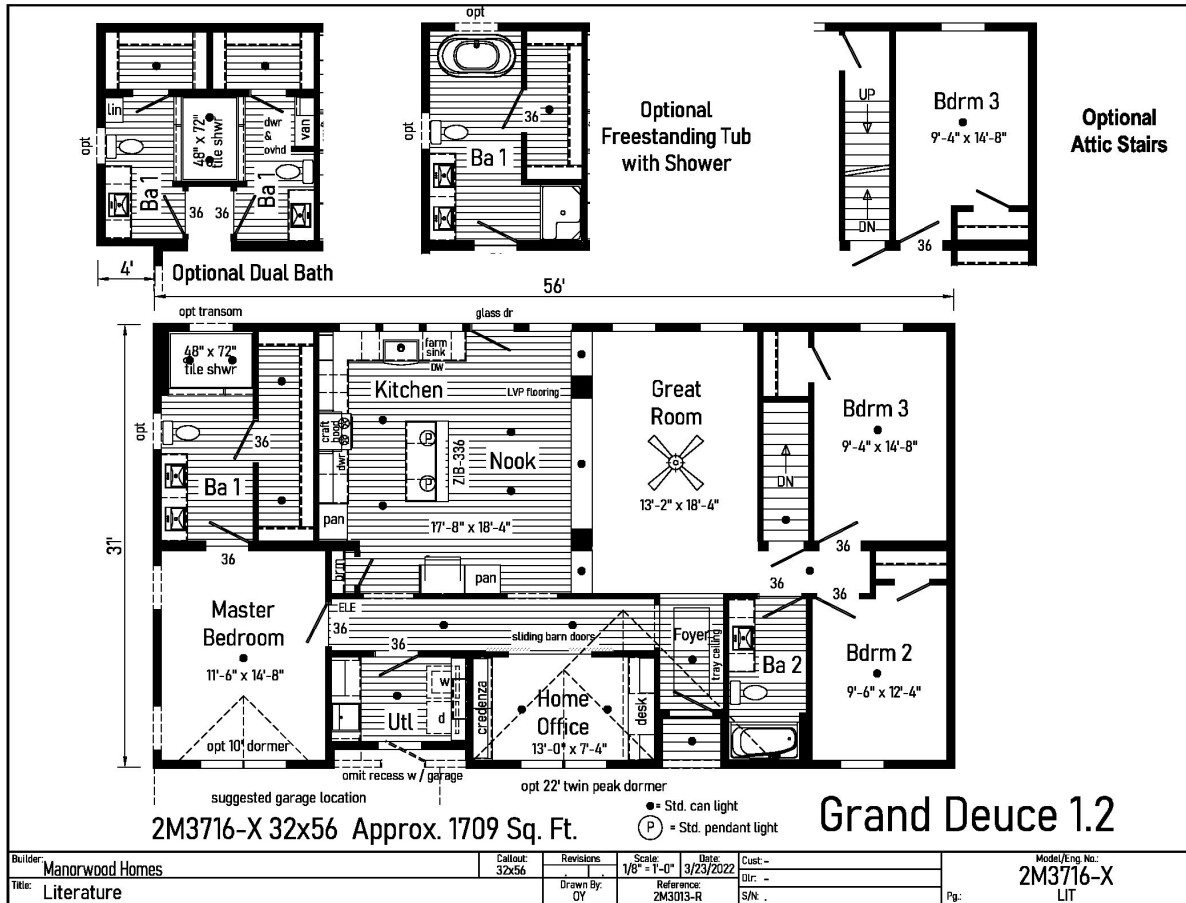 opt
lin
48" x 72"
tile shwr
dwr
&
ovhd
van
opt
Ba 1
Ba 1
36
36
4'
Optional Dual Bath
opt
opt
36
Ba 1
Optional
Freestanding Tub
with Shower
UP
DN
Bdrm 3
9'-4" x 14'-8"
36
Optional
Attic Stairs
56'
31'
opt transom
48" x 72"
tile shwr
opt
36
Ba 1
36
glass dr
farm
sink
DW
Kitchen
LVP flooring
craft
hood
dwr
P
P
ZIB-336
Nook
17'-8" x 18'-4"
pan
brm
pan
Great
Room
13'-2" x 18'-4"
DN
Bdrm 3
9'-4" x 14'-8"
36
36
36
Master
Bedroom
11'-6" x 14'-8"
opt 10' dormer
ELE
36
36
sliding barn doors
Utl
w
d
credenza
Home
Office
13'-0" x 7'-4"
desk
Foyer
tray ceiling
Ba 2
Bdrm 2
9'-6" x 12'-4"
omit recess w / garage
suggested garage location
opt 22' twin peak dormer
2M3716-X 32x56 Approx. 1709 Sq. Ft.
= Std. can light
P = Std. pendant light
Grand Deuce 1.2
Builder: Manorwood Homes
Title: Literature
Callout: 32x56
Revisions
Scale: 1/8" = 1'-0"
Date: 3/23/2022
Drawn By: OY
Reference: 2M3013-R
Cust: -
Dlr: -
S/N: .
Model/Eng. No.: 2M3716-X
Pg.: LIT